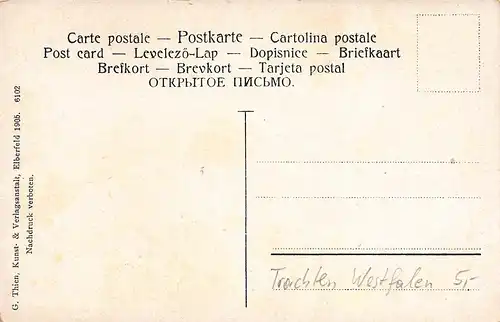 Carte postale — Postkarte — Cartolina postale
Post card — Levelező-Lap — Dopisnice — Briefkaart
Brefkort — Brevkort — Tarjeta postal
ОТКРЫТОЕ ПИСЬМО.
G. Thien, Kunst- & Verlagsanstalt, Elberfeld 1905. 6102
Nachdruck verboten.
Trachten Westfalen 5,-